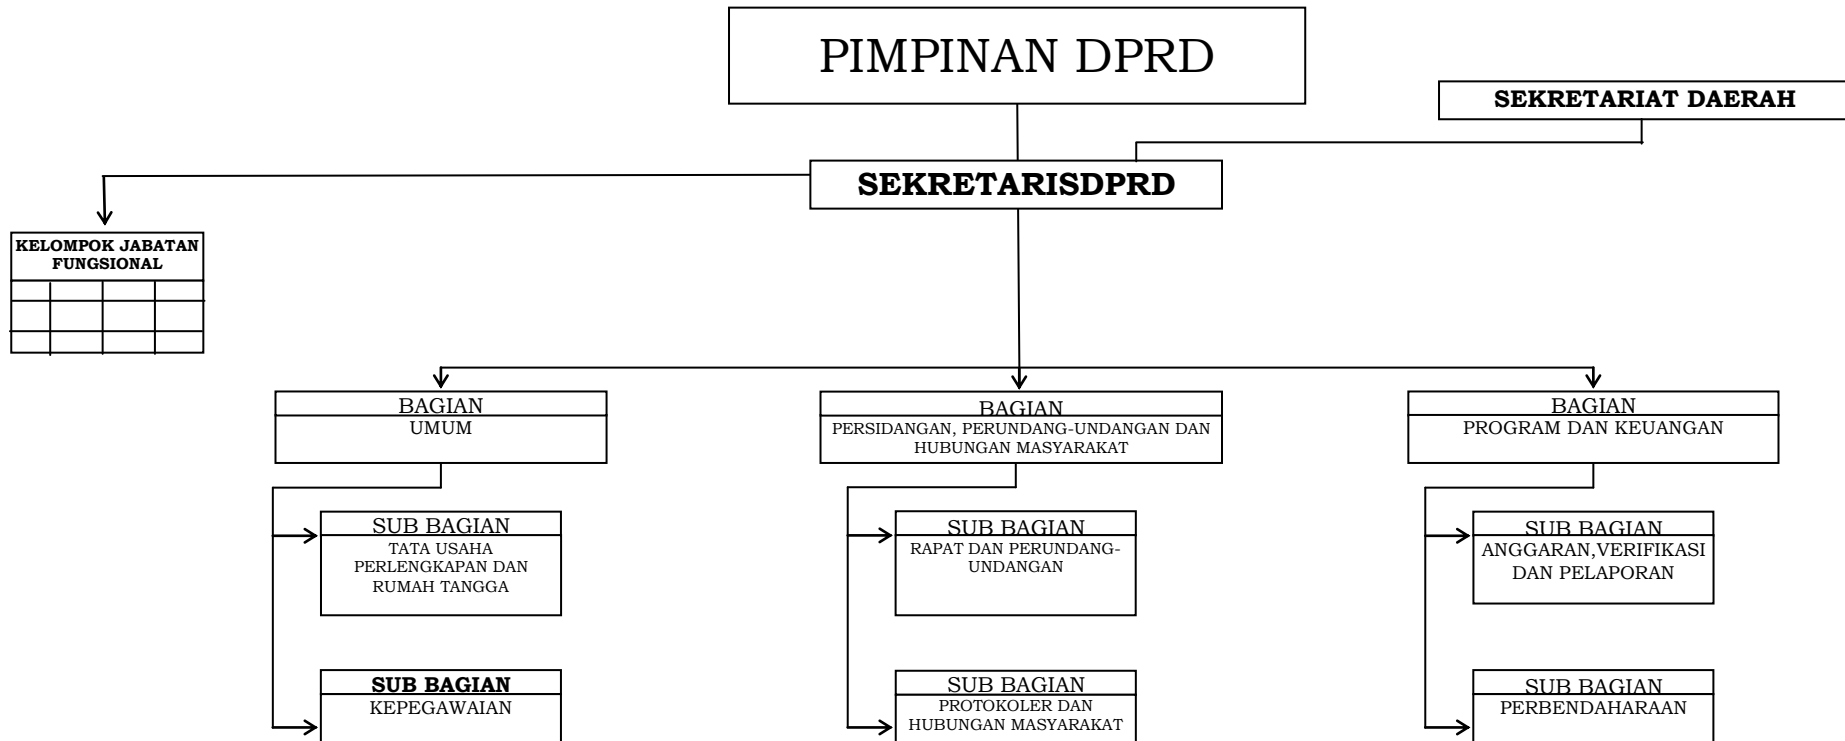 PIMPINAN DPRD
SEKRETARIAT DAERAH
SEKRETARISDPRD
KELOMPOK JABATAN
FUNGSIONAL
BAGIAN
UMUM
BAGIAN
PERSIDANGAN, PERUNDANG-UNDANGAN DAN
HUBUNGAN MASYARAKAT
BAGIAN
PROGRAM DAN KEUANGAN
SUB BAGIAN
TATA USAHA
PERLENGKAPAN DAN
RUMAH TANGGA
SUB BAGIAN
RAPAT DAN PERUNDANG-
UNDANGAN
SUB BAGIAN
ANGGARAN,VERIFIKASI
DAN PELAPORAN
SUB BAGIAN
KEPEGAWAIAN
SUB BAGIAN
PROTOKOLER DAN
HUBUNGAN MASYARAKAT
SUB BAGIAN
PERBENDAHARAAN